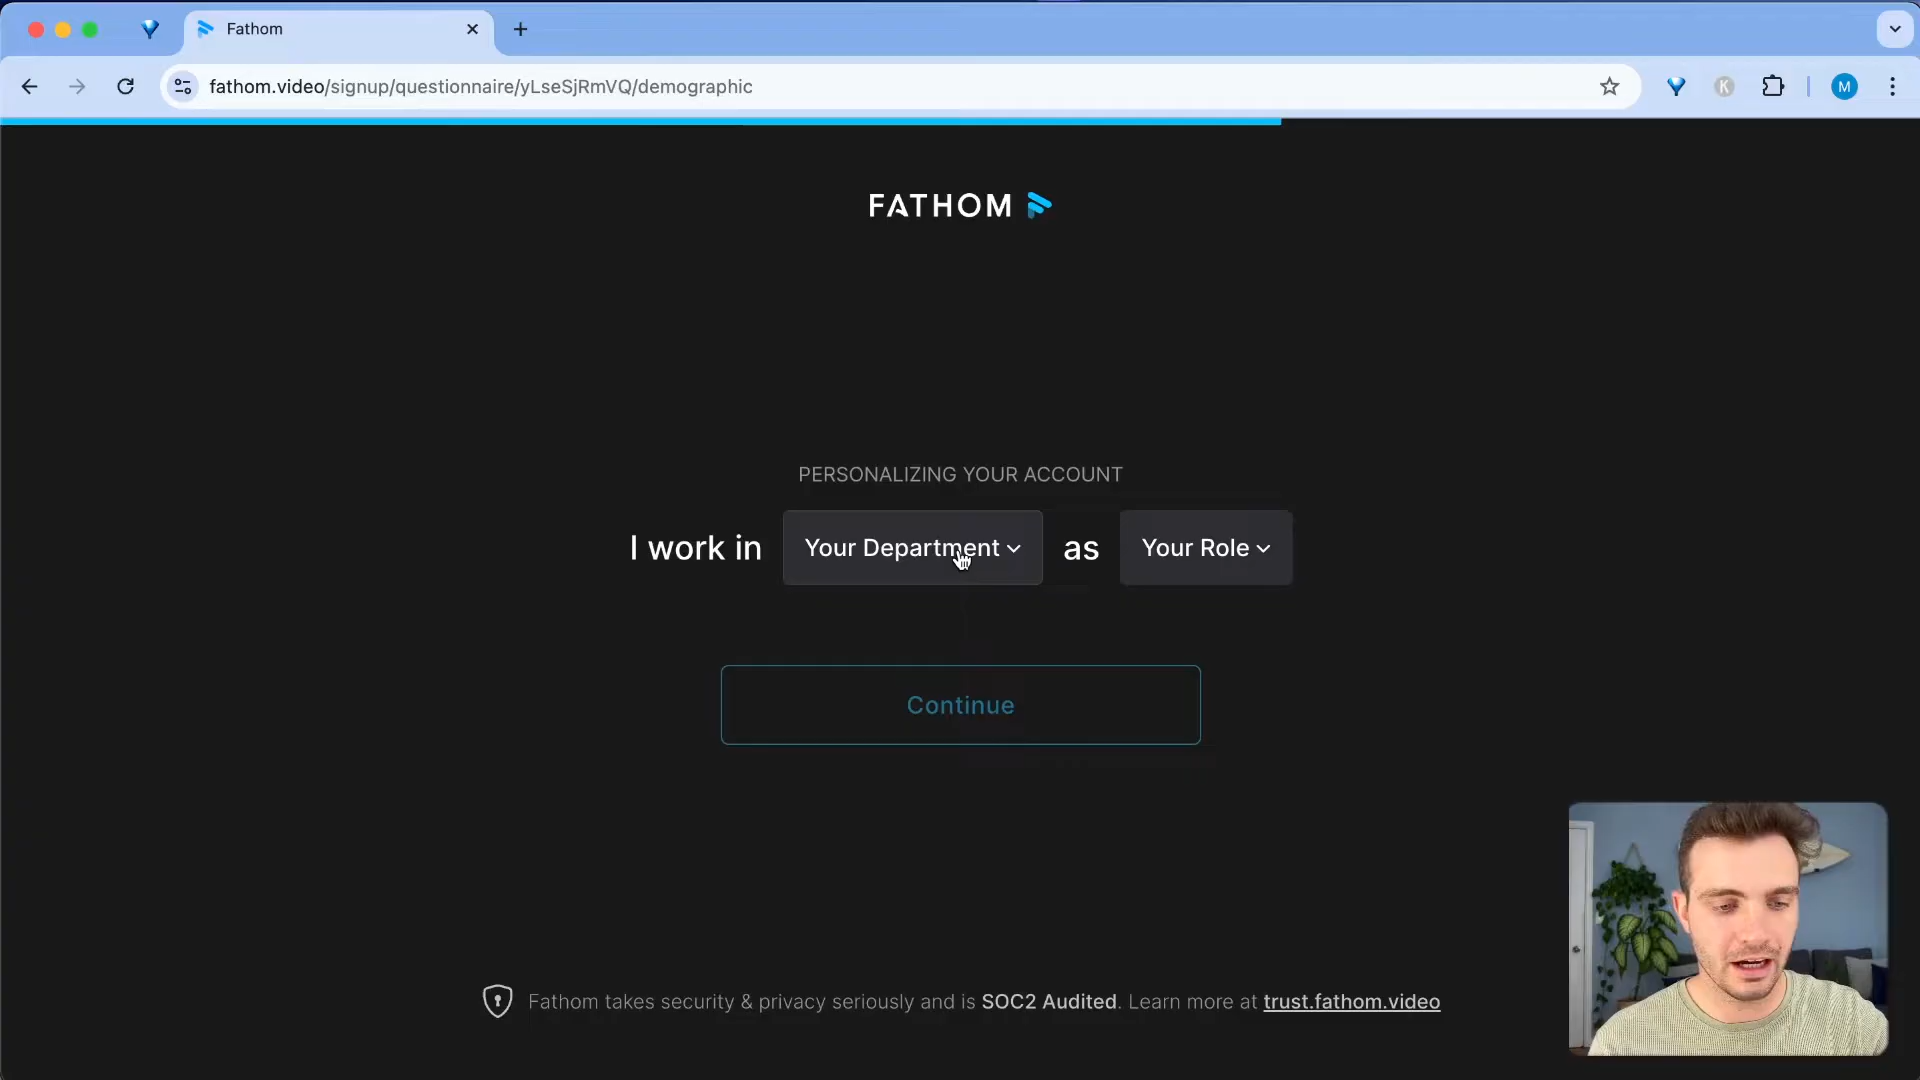 Fathom
fathom.video/signup/questionnaire/yLseSjRmVQ/demographic
K
M
FATHOM
PERSONALIZING YOUR ACCOUNT
I work in Your Department as Your Role
Continue
Fathom takes security & privacy seriously and is SOC2 Audited. Learn more at trust.fathom.video